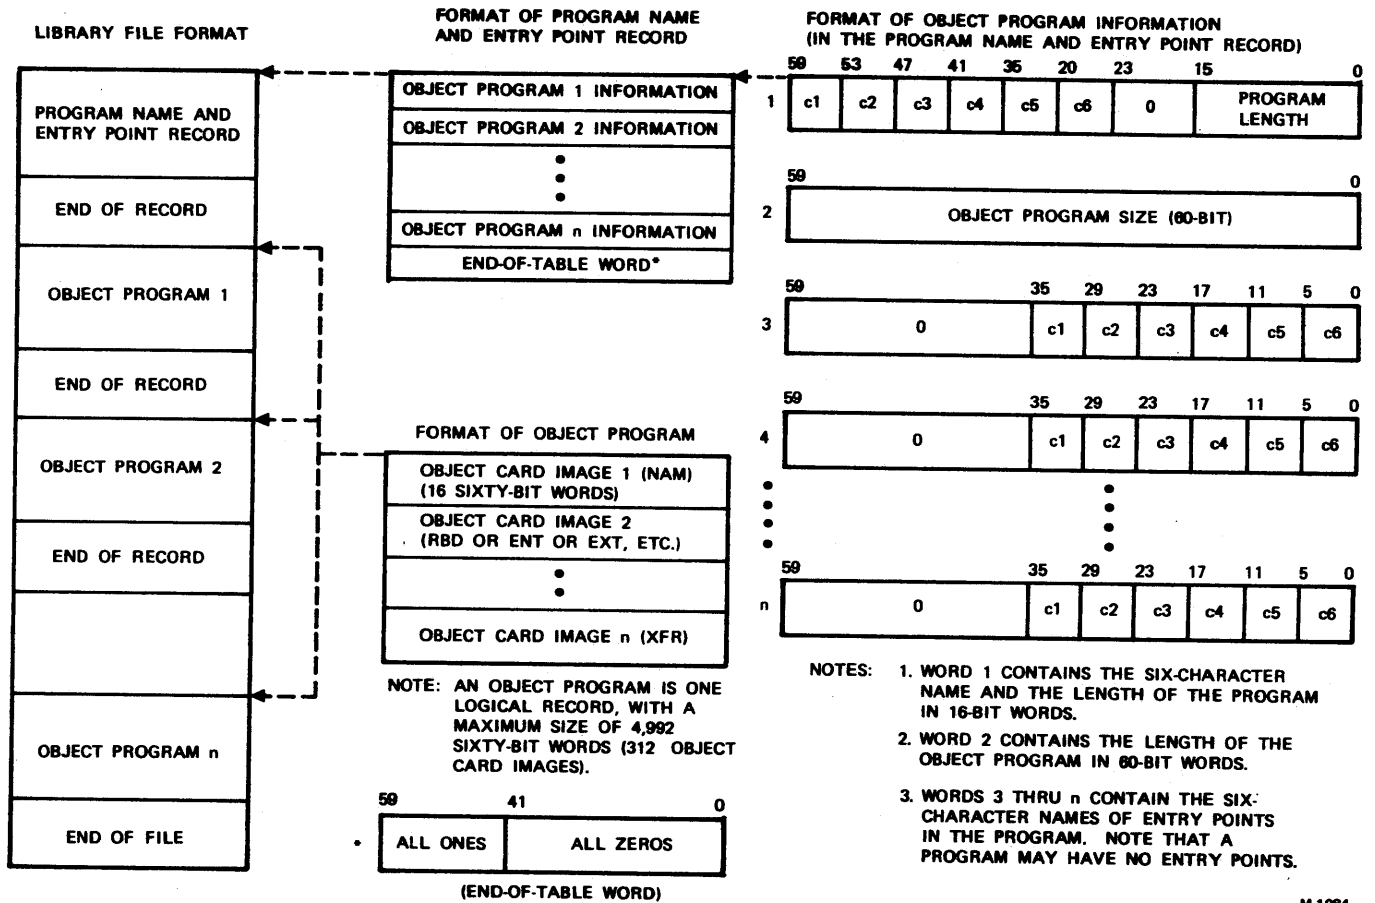 LIBRARY FILE FORMAT
PROGRAM NAME AND
ENTRY POINT RECORD
END OF RECORD
OBJECT PROGRAM 1
END OF RECORD
OBJECT PROGRAM 2
END OF RECORD
OBJECT PROGRAM n
END OF FILE
FORMAT OF PROGRAM NAME
AND ENTRY POINT RECORD
OBJECT PROGRAM 1 INFORMATION
OBJECT PROGRAM 2 INFORMATION
OBJECT PROGRAM n INFORMATION
END-OF-TABLE WORD*
FORMAT OF OBJECT PROGRAM
OBJECT CARD IMAGE 1 (NAM)
(16 SIXTY-BIT WORDS)
OBJECT CARD IMAGE 2
(RBD OR ENT OR EXT, ETC.)
OBJECT CARD IMAGE n (XFR)
NOTE: AN OBJECT PROGRAM IS ONE
LOGICAL RECORD, WITH A
MAXIMUM SIZE OF 4,992
SIXTY-BIT WORDS (312 OBJECT
CARD IMAGES).
59 41 0
* ALL ONES ALL ZEROS
(END-OF-TABLE WORD)
FORMAT OF OBJECT PROGRAM INFORMATION
(IN THE PROGRAM NAME AND ENTRY POINT RECORD)
59 53 47 41 35 20 23 15 0
1 c1 c2 c3 c4 c5 c6 0 PROGRAM
LENGTH
59 0
2 OBJECT PROGRAM SIZE (60-BIT)
59 35 29 23 17 11 5 0
3 0 c1 c2 c3 c4 c5 c6
59 35 29 23 17 11 5 0
4 0 c1 c2 c3 c4 c5 c6
59 35 29 23 17 11 5 0
n 0 c1 c2 c3 c4 c5 c6
NOTES: 1. WORD 1 CONTAINS THE SIX-CHARACTER
NAME AND THE LENGTH OF THE PROGRAM
IN 16-BIT WORDS.
2. WORD 2 CONTAINS THE LENGTH OF THE
OBJECT PROGRAM IN 60-BIT WORDS.
3. WORDS 3 THRU n CONTAIN THE SIX-
CHARACTER NAMES OF ENTRY POINTS
IN THE PROGRAM. NOTE THAT A
PROGRAM MAY HAVE NO ENTRY POINTS.